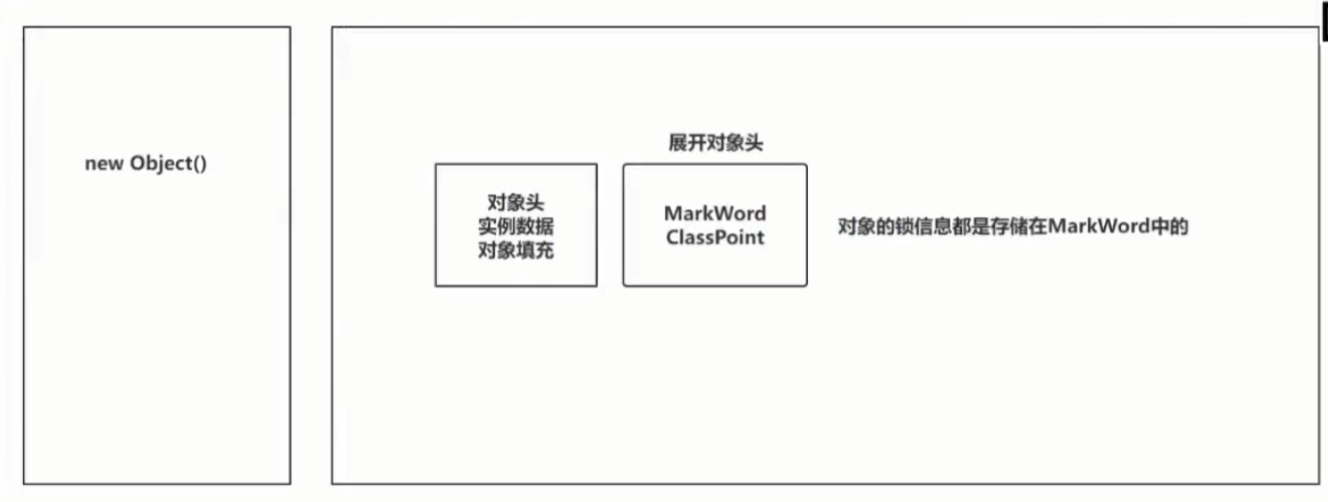 new Object()
展开对象头
对象头
实例数据
对象填充
MarkWord
ClassPoint
对象的锁信息都是存储在MarkWord中的